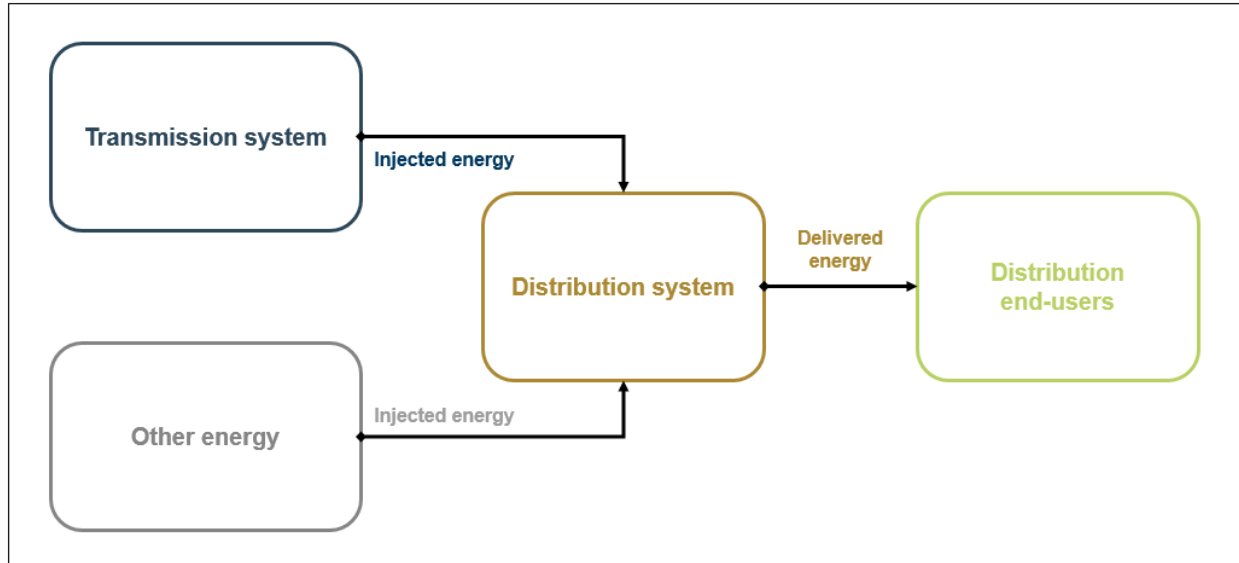 Transmission system
Injected energy
Delivered
energy
Distribution system
Distribution
end-users
Injected energy
Other energy